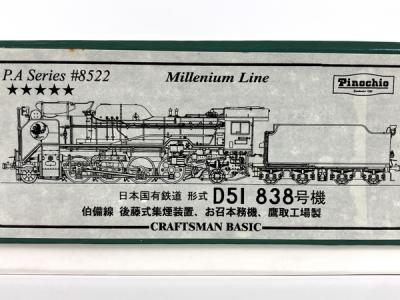 P.A Series #8522
★★★★★
Millenium Line
Pinochio
日本国有鉄道 形式 D51 838号機
伯備線 後藤式集煙装置、お召本務機、鷹取工場製
CRAFTSMAN BASIC